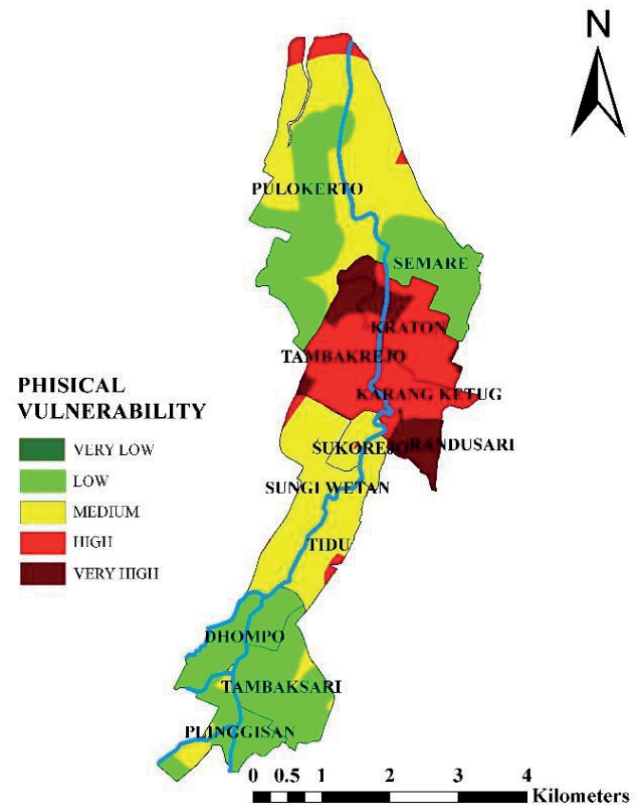 N
PULOKERTO
SEMARE
KRATON
TAMBAKREJO
KARANG KETUG
SUKOREJO RANDUSARI
SUNGI WETAN
TIDU
DHOMPO
TAMBAKSARI
PLINGGISAN
PHISICAL
VULNERABILITY
VERY LOW
LOW
MEDIUM
HIGH
VERY HIGH
0 0.5 1 2 3 4
Kilometers